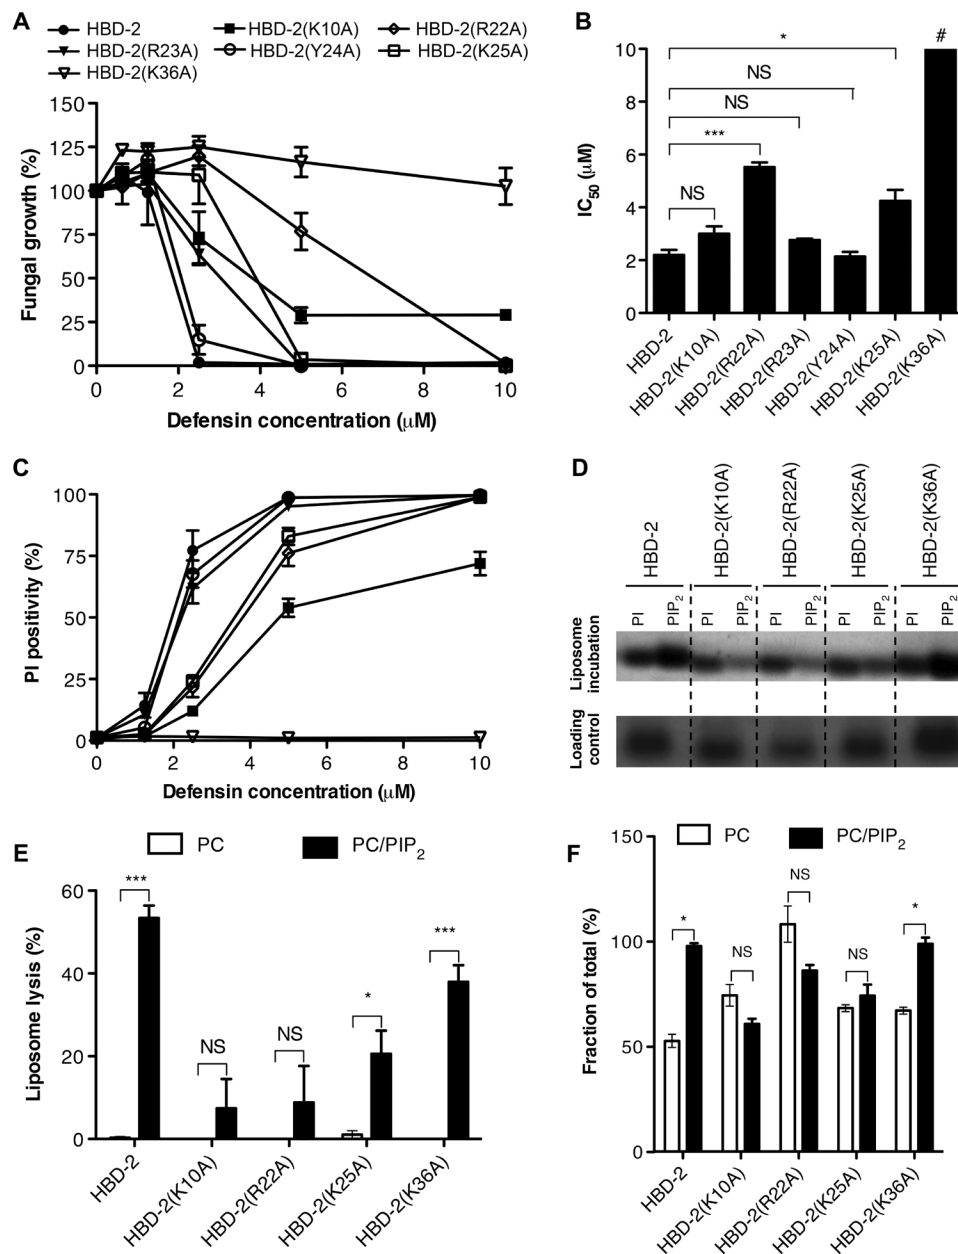 A
HBD-2 HBD-2(K10A) HBD-2(R22A)
HBD-2(R23A) HBD-2(Y24A) HBD-2(K25A)
HBD-2(K36A)
150
125
100
75
50
25
0
Fungal growth (%)
0 2 4 6 8 10
Defensin concentration (μM)
B
10
8
6
4
2
0
IC50 (μM)
NS
***
NS
NS
*
#
HBD-2
HBD-2(K10A)
HBD-2(R22A)
HBD-2(R23A)
HBD-2(Y24A)
HBD-2(K25A)
HBD-2(K36A)
C
100
75
50
25
0
PI positivity (%)
0 2 4 6 8 10
Defensin concentration (μM)
D
HBD-2
HBD-2(K10A)
HBD-2(R22A)
HBD-2(K25A)
HBD-2(K36A)
PI PIP2 PI PIP2 PI PIP2 PI PIP2 PI PIP2
Liposome
incubation
Loading
control
E
PC PC/PIP2
60
40
20
0
Liposome lysis (%)
***
NS
NS
*
***
HBD-2
HBD-2(K10A)
HBD-2(R22A)
HBD-2(K25A)
HBD-2(K36A)
F
PC PC/PIP2
150
100
50
0
Fraction of total (%)
*
NS
NS
NS
*
HBD-2
HBD-2(K10A)
HBD-2(R22A)
HBD-2(K25A)
HBD-2(K36A)